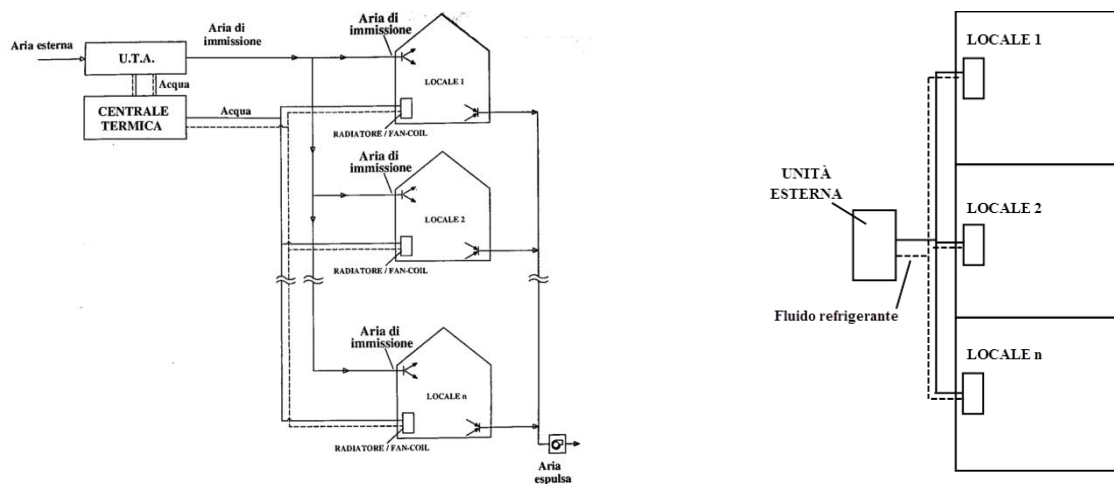 Aria esterna
U.T.A.
Aria di
immissione
Acqua
CENTRALE
TERMICA
Acqua
Aria di
immissione
LOCALE 1
RADIATORE / FAN-COIL
Aria di
immissione
LOCALE 2
RADIATORE / FAN-COIL
Aria di
immissione
LOCALE n
RADIATORE / FAN-COIL
Aria
espulsa
LOCALE 1
UNITÀ
ESTERNA
LOCALE 2
Fluido refrigerante
LOCALE n